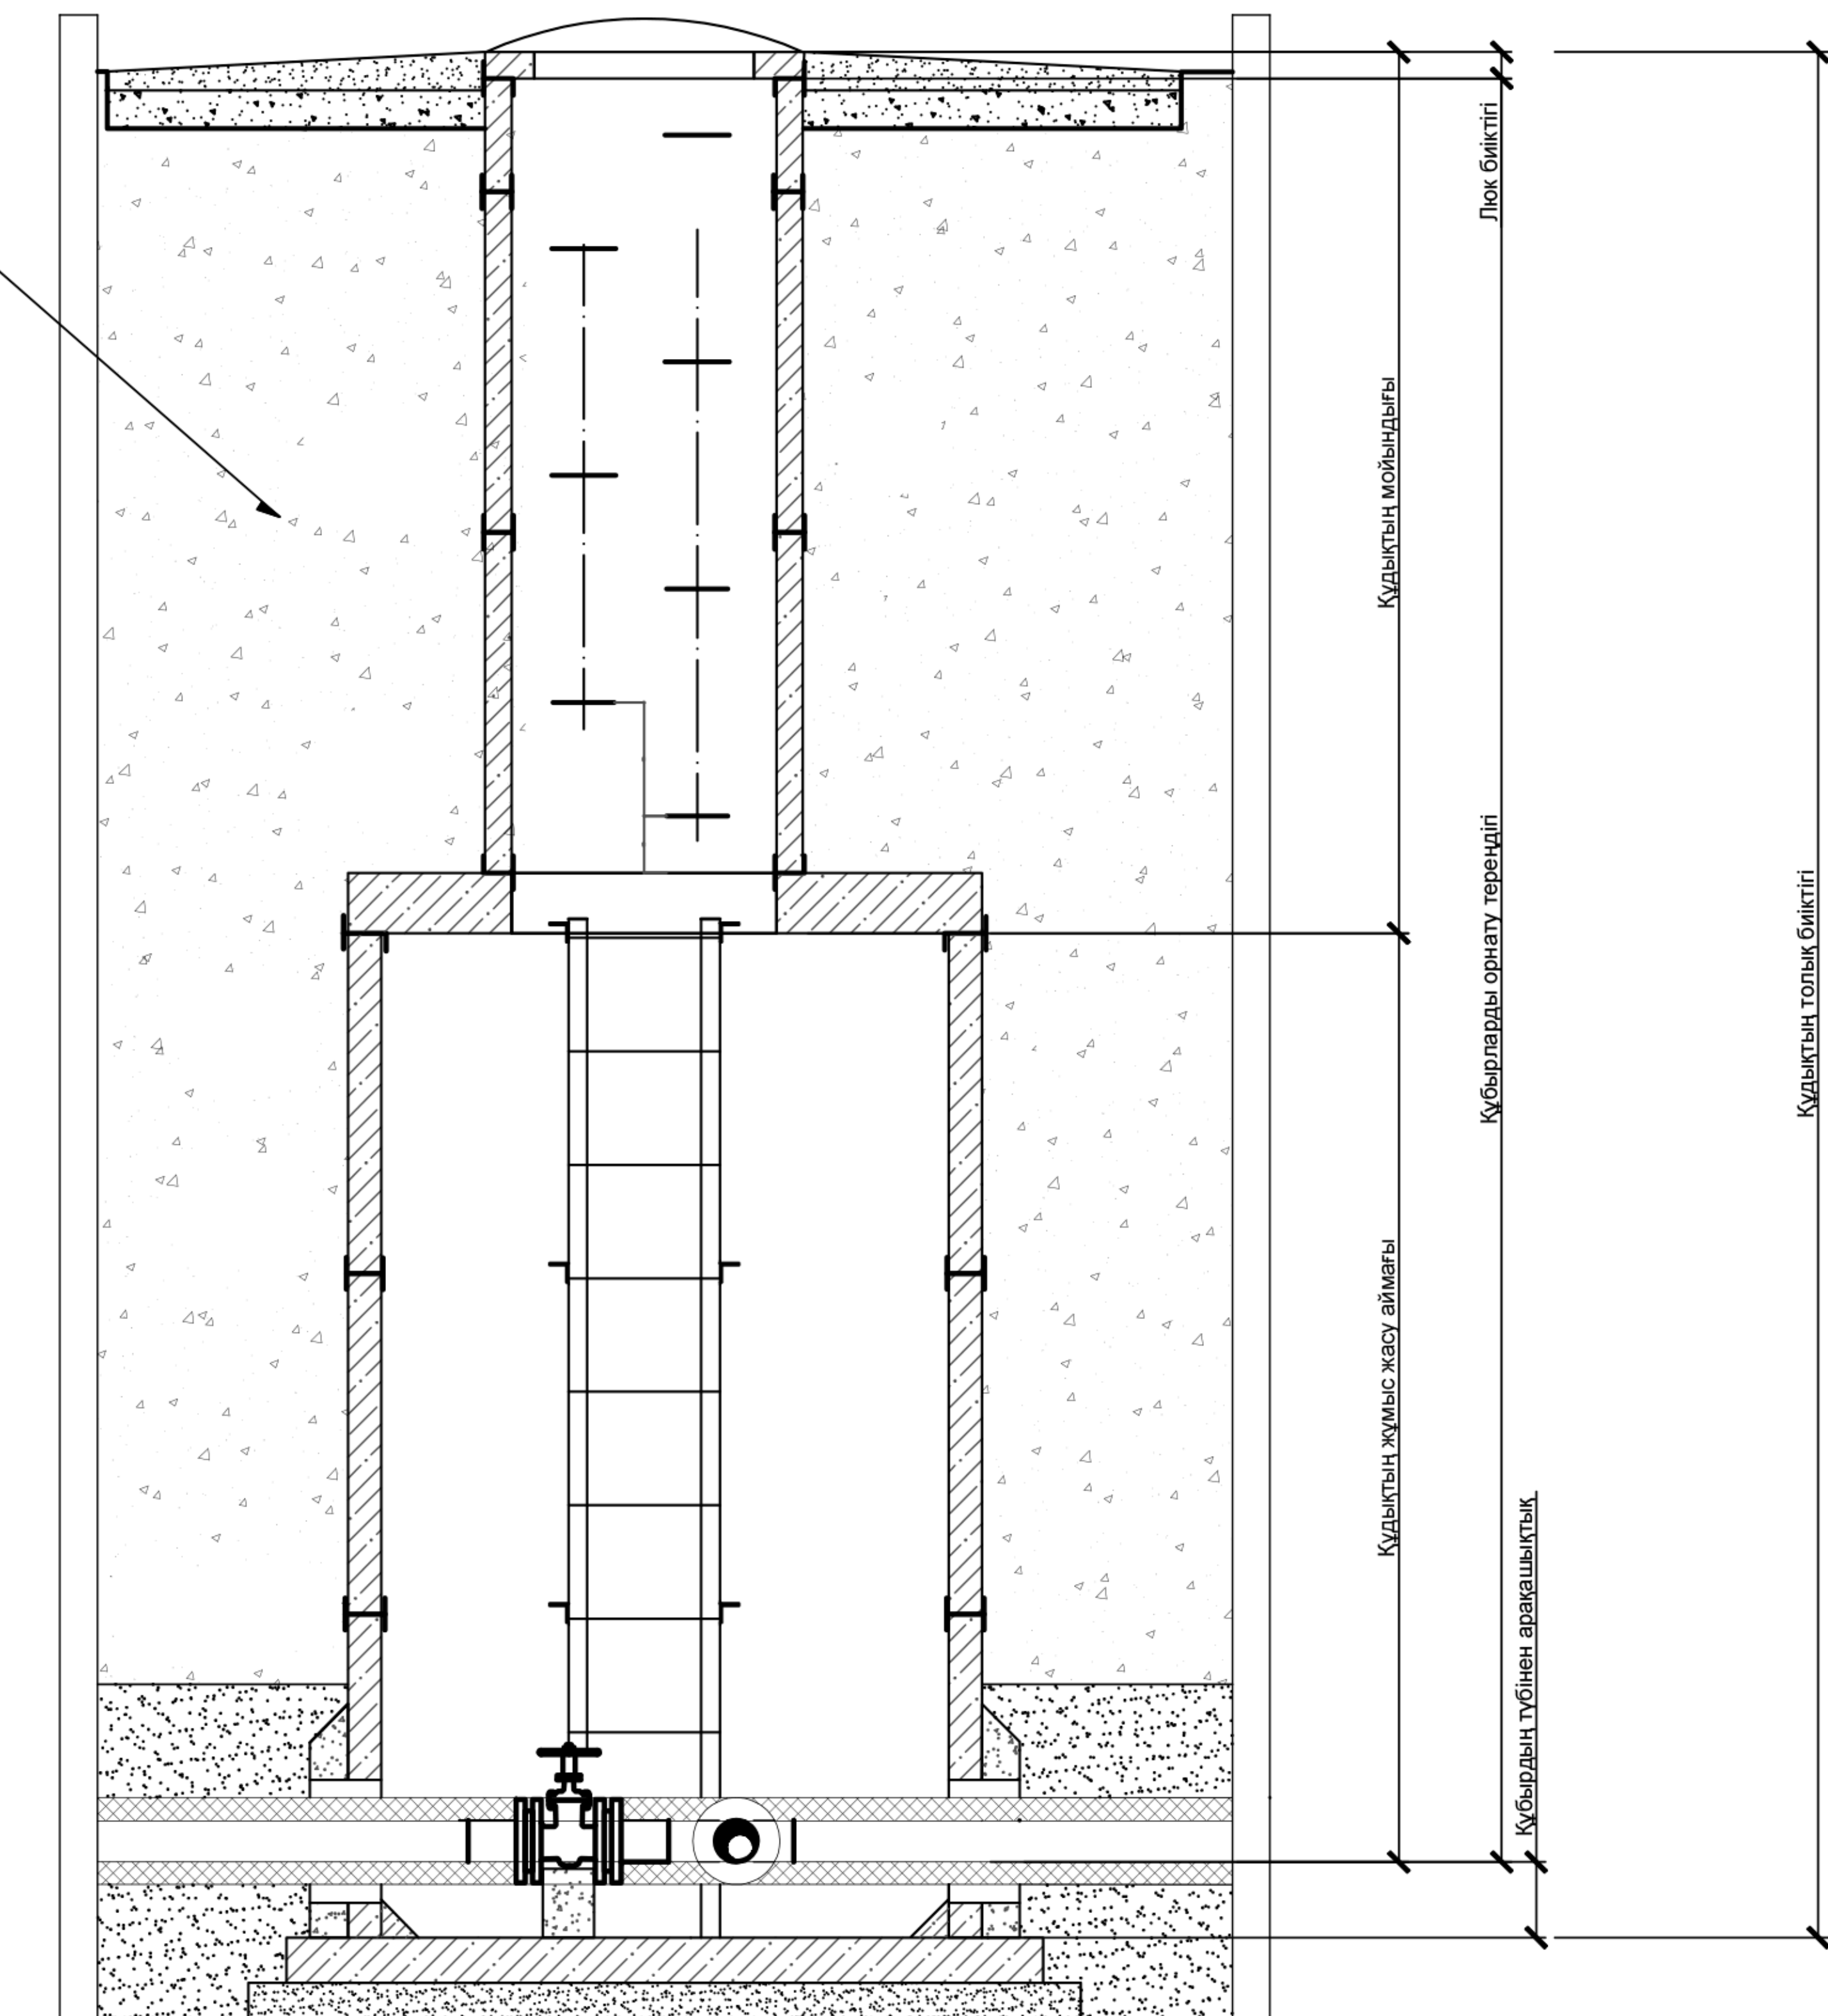 Құдықтың мойындығы
Құдықтың жұмыс жасау аймағы
Люк биіктігі
Құбырларды орнату тереңдігі
Құбырдың түбінен арақашықтық
Құдықтың толық биіктігі